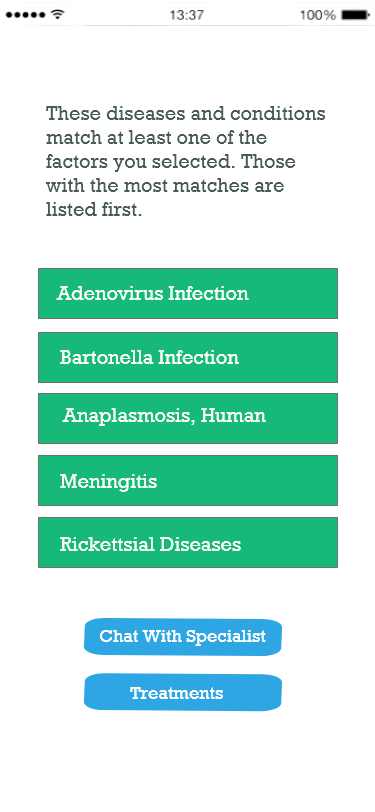 13:37 100%
These diseases and conditions
match at least one of the
factors you selected. Those
with the most matches are
listed first.
Adenovirus Infection
Bartonella Infection
Anaplasmosis, Human
Meningitis
Rickettsial Diseases
Chat With Specialist
Treatments